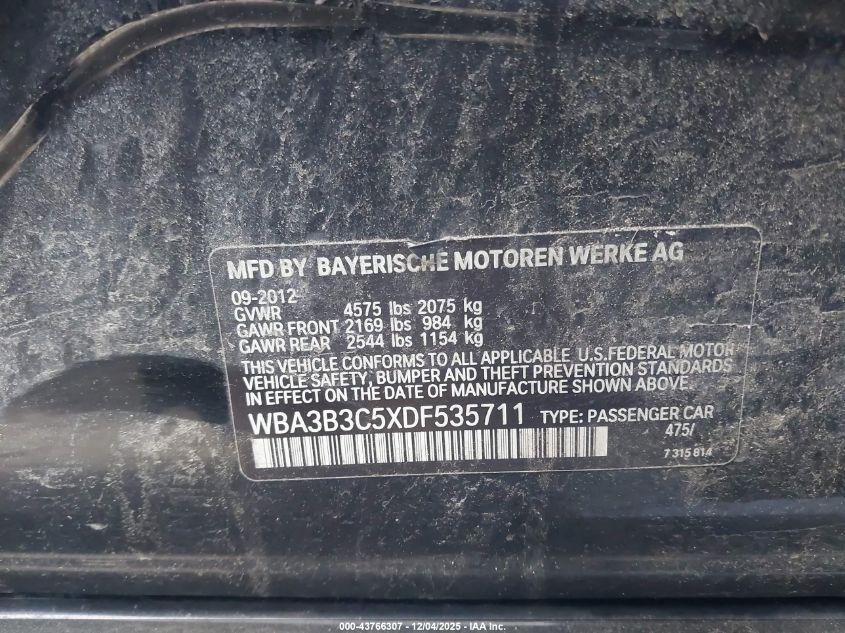 MFD BY BAYERISCHE MOTOREN WERKE AG
09-2012
GVWR 4575 lbs 2075 kg
GAWR FRONT 2169 lbs 984 kg
GAWR REAR 2544 lbs 1154 kg
THIS VEHICLE CONFORMS TO ALL APPLICABLE U.S.FEDERAL MOTOR
VEHICLE SAFETY, BUMPER AND THEFT PREVENTION STANDARDS
IN EFFECT ON THE DATE OF MANUFACTURE SHOWN ABOVE.
WBA3B3C5XDF535711 TYPE: PASSENGER CAR
475/
7 315 814
000-43766307 - 12/04/2025 - IAA Inc.